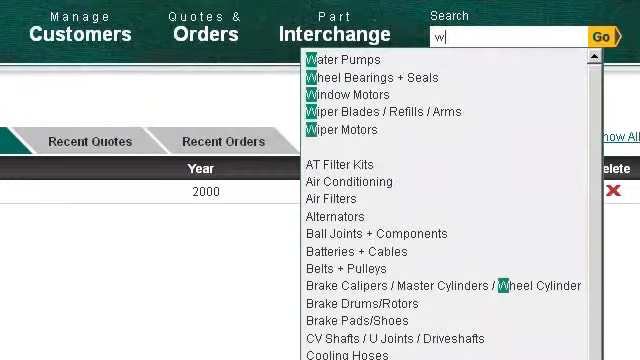 Manage
Customers
Quotes &
Orders
Part
Interchange
Search
w
Go
Water Pumps
Wheel Bearings + Seals
Window Motors
Wiper Blades / Refills / Arms
Wiper Motors
AT Filter Kits
Air Conditioning
Air Filters
Alternators
Ball Joints + Components
Batteries + Cables
Belts + Pulleys
Brake Calipers / Master Cylinders / Wheel Cylinder
Brake Drums/Rotors
Brake Pads/Shoes
CV Shafts / U Joints / Driveshafts
Cooling Hoses
Recent Quotes
Recent Orders
Year
2000